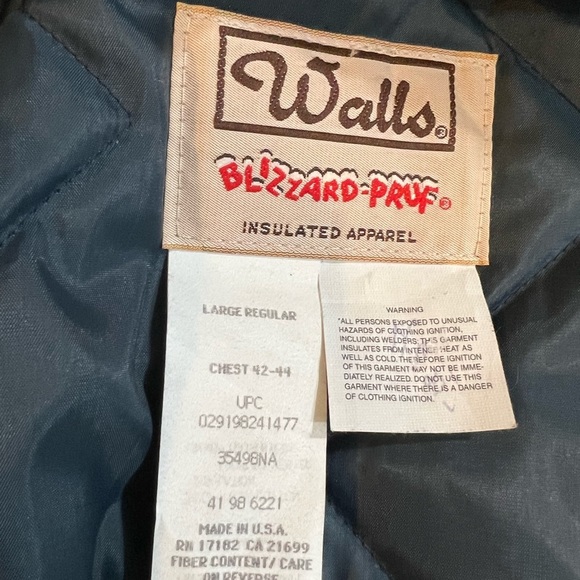 Walls®
BLIZZARD-PRUF®
INSULATED APPAREL
LARGE REGULAR
CHEST 42-44
UPC
029198241477
35498NA
41 98 6221
MADE IN U.S.A.
RN 17182 CA 21699
FIBER CONTENT/ CARE
ON REVERSE
WARNING
"ALL PERSONS EXPOSED TO UNUSUAL
HAZARDS OF CLOTHING IGNITION,
INCLUDING WELDERS; THIS GARMENT
INSULATES FROM INTENSE HEAT AS
WELL AS COLD. THEREFORE IGNITION
OF THIS GARMENT MAY NOT BE IMME-
DIATELY REALIZED. DO NOT USE THIS
GARMENT WHERE THERE IS A DANGER
OF CLOTHING IGNITION.